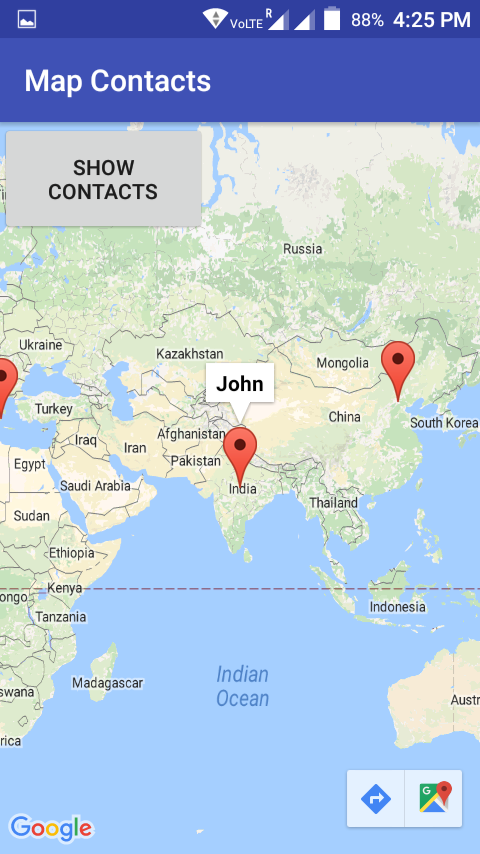 VoLTE R 88% 4:25 PM
Map Contacts
SHOW
CONTACTS
Russia
Ukraine
Kazakhstan
Mongolia
John
Turkey
China
South Korea
Afghanistan
Iraq
Iran
Pakistan
Egypt
India
Saudi Arabia
Thailand
Sudan
Ethiopia
Kenya
ongo
Indonesia
Tanzania
Indian
Ocean
Madagascar
swana
Austr
rica
G
Google